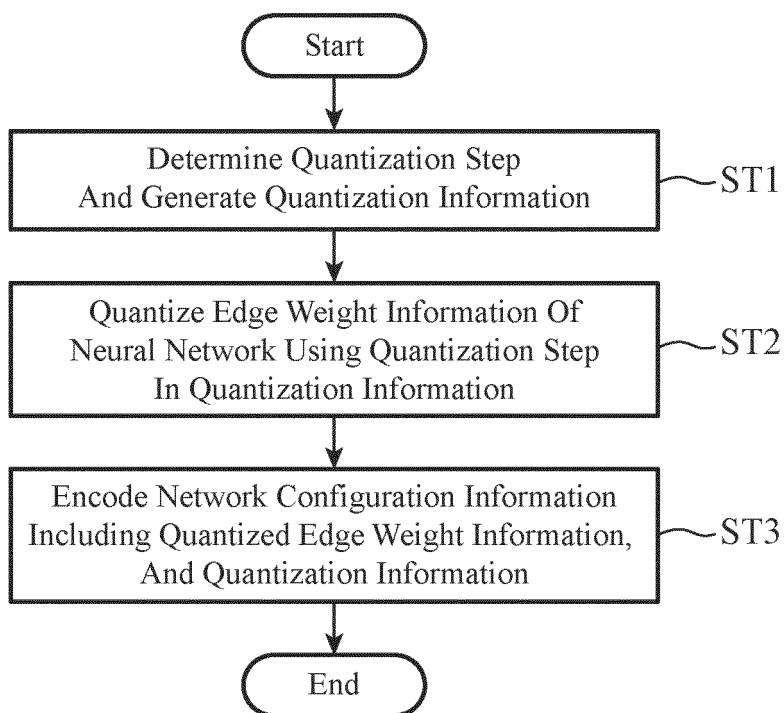 Start
Determine Quantization Step
And Generate Quantization Information
ST1
Quantize Edge Weight Information Of
Neural Network Using Quantization Step
In Quantization Information
ST2
Encode Network Configuration Information
Including Quantized Edge Weight Information,
And Quantization Information
ST3
End